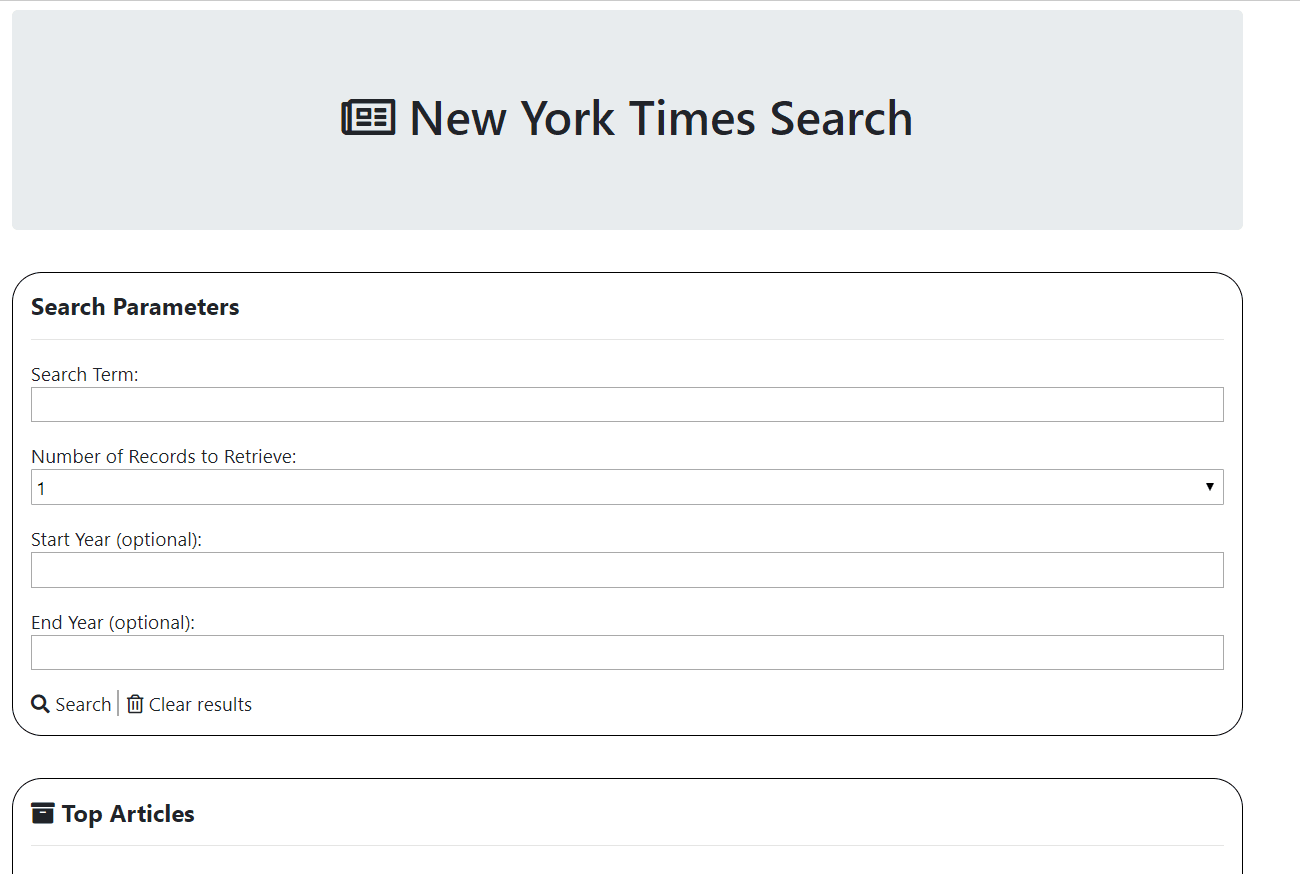 New York Times Search
Search Parameters
Search Term:
Number of Records to Retrieve:
1
Start Year (optional):
End Year (optional):
Search Clear results
Top Articles